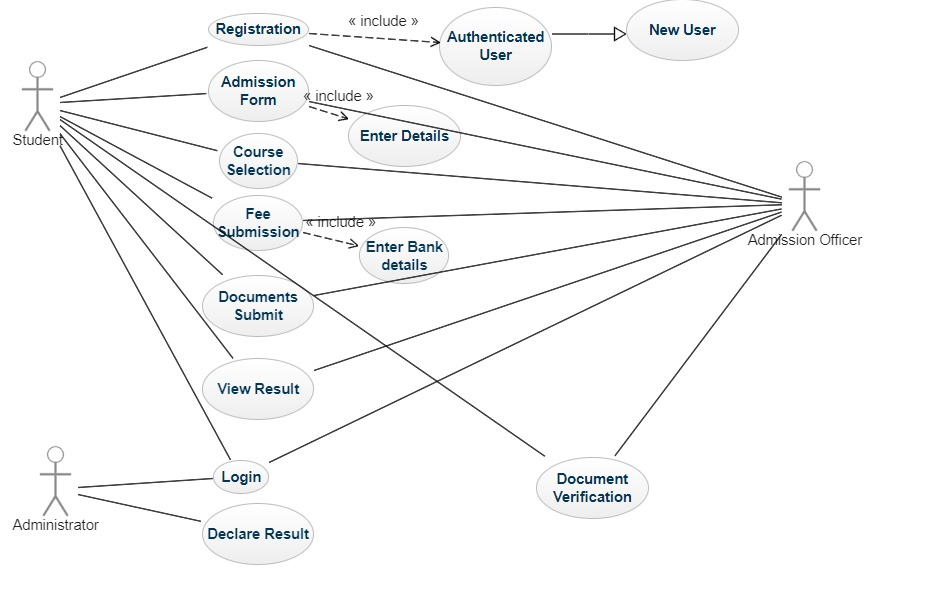 Registration
« include »
Authenticated
User
New User
Admission
Form
« include »
Enter Details
Student
Course
Selection
Fee
Submission
« include »
Enter Bank
details
Admission Officer
Documents
Submit
View Result
Login
Document
Verification
Administrator
Declare Result